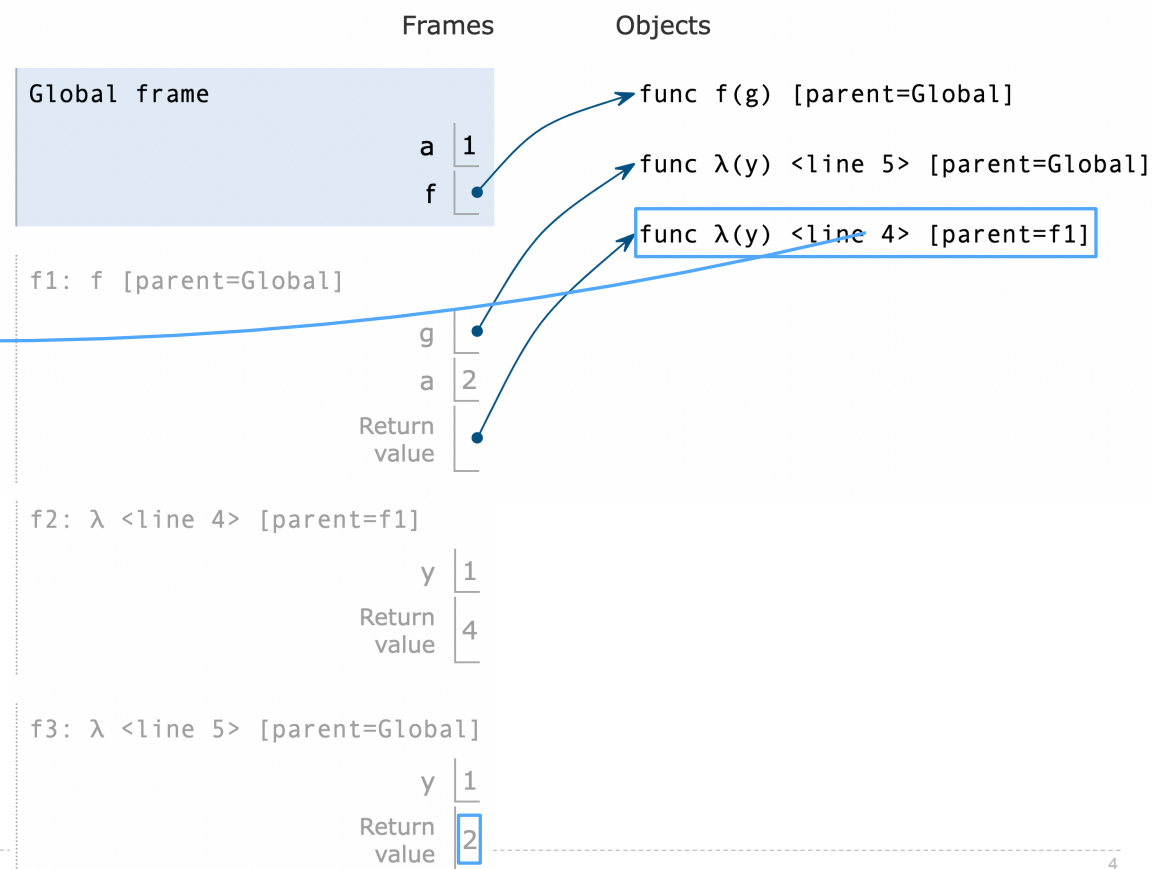 Frames Objects
Global frame
a 1
f
func f(g) [parent=Global]
func λ(y) <line 5> [parent=Global]
func λ(y) <line 4> [parent=f1]
f1: f [parent=Global]
g
a 2
Return
value
f2: λ <line 4> [parent=f1]
y 1
Return
value 4
f3: λ <line 5> [parent=Global]
y 1
Return
value 2
4